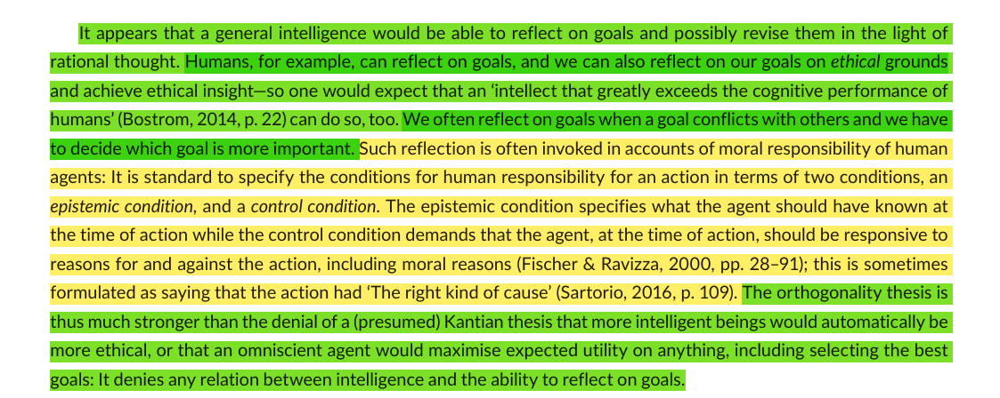 It appears that a general intelligence would be able to reflect on goals and possibly revise them in the light of
rational thought. Humans, for example, can reflect on goals, and we can also reflect on our goals on ethical grounds
and achieve ethical insight—so one would expect that an ‘intellect that greatly exceeds the cognitive performance of
humans’ (Bostrom, 2014, p. 22) can do so, too. We often reflect on goals when a goal conflicts with others and we have
to decide which goal is more important. Such reflection is often invoked in accounts of moral responsibility of human
agents: It is standard to specify the conditions for human responsibility for an action in terms of two conditions, an
epistemic condition, and a control condition. The epistemic condition specifies what the agent should have known at
the time of action while the control condition demands that the agent, at the time of action, should be responsive to
reasons for and against the action, including moral reasons (Fischer & Ravizza, 2000, pp. 28–91); this is sometimes
formulated as saying that the action had ‘The right kind of cause’ (Sartorio, 2016, p. 109). The orthogonality thesis is
thus much stronger than the denial of a (presumed) Kantian thesis that more intelligent beings would automatically be
more ethical, or that an omniscient agent would maximise expected utility on anything, including selecting the best
goals: It denies any relation between intelligence and the ability to reflect on goals.